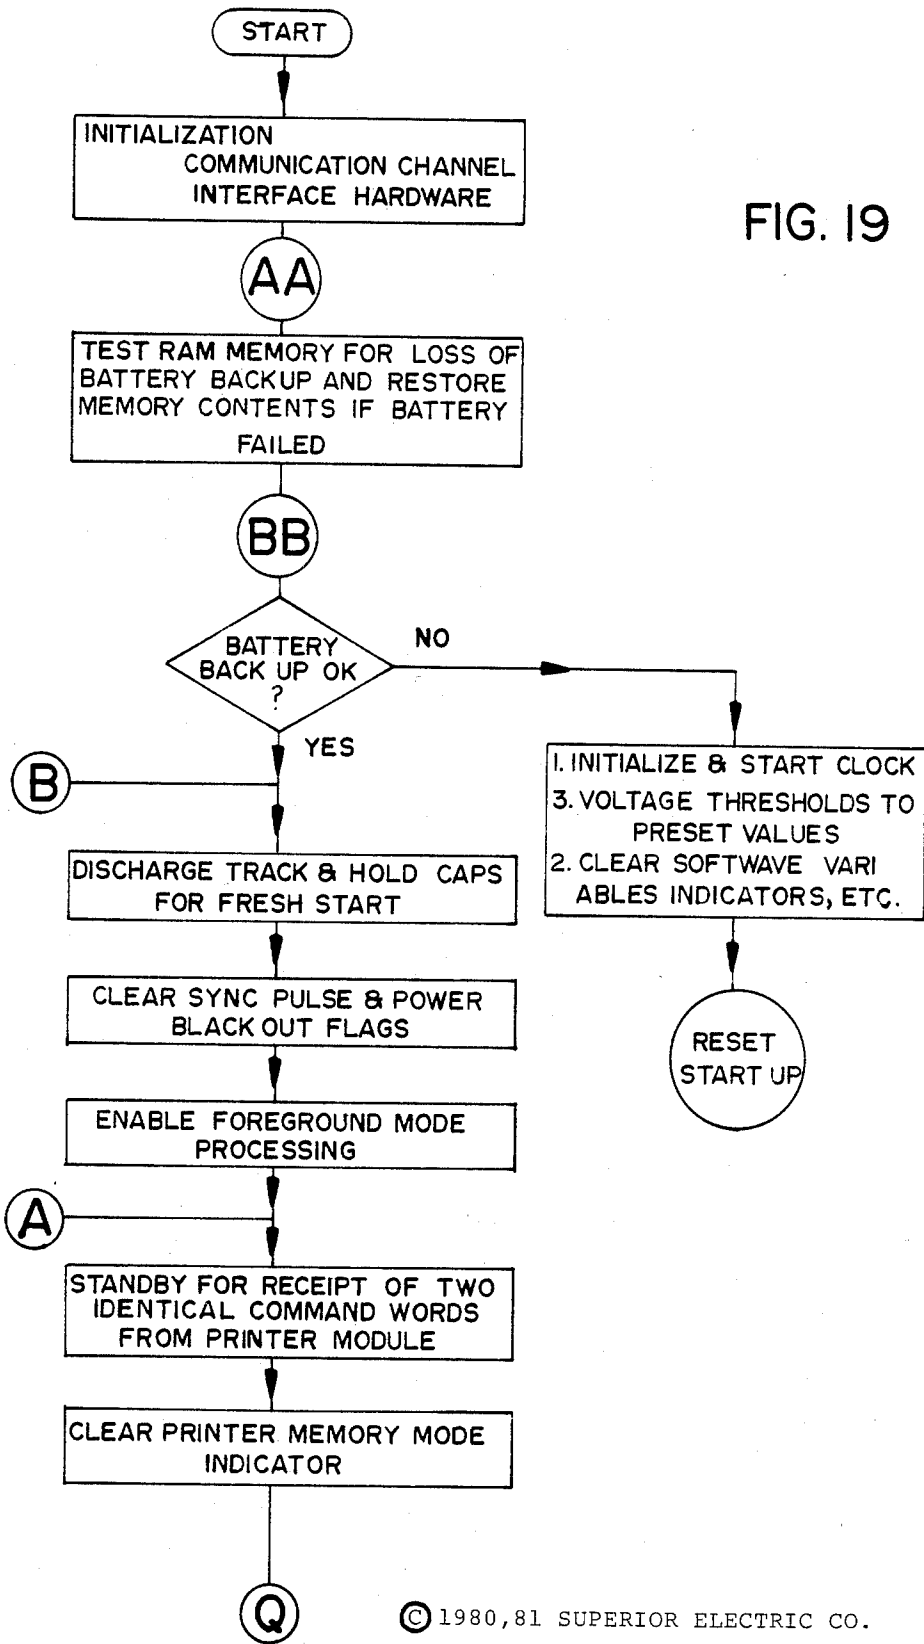 START
INITIALIZATION
COMMUNICATION CHANNEL
INTERFACE HARDWARE
FIG. 19
AA
TEST RAM MEMORY FOR LOSS OF
BATTERY BACKUP AND RESTORE
MEMORY CONTENTS IF BATTERY
FAILED
BB
BATTERY
BACK UP OK
?
NO
YES
B
1. INITIALIZE & START CLOCK
3. VOLTAGE THRESHOLDS TO
PRESET VALUES
2. CLEAR SOFTWAVE VARI
ABLES INDICATORS, ETC.
DISCHARGE TRACK & HOLD CAPS
FOR FRESH START
CLEAR SYNC PULSE & POWER
BLACK OUT FLAGS
RESET
START UP
ENABLE FOREGROUND MODE
PROCESSING
A
STANDBY FOR RECEIPT OF TWO
IDENTICAL COMMAND WORDS
FROM PRINTER MODULE
CLEAR PRINTER MEMORY MODE
INDICATOR
Q
© 1980,81 SUPERIOR ELECTRIC CO.